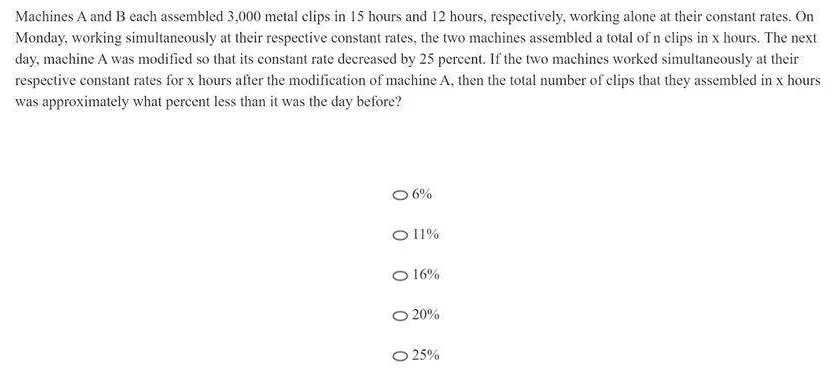 Machines A and B each assembled 3,000 metal clips in 15 hours and 12 hours, respectively, working alone at their constant rates. On
Monday, working simultaneously at their respective constant rates, the two machines assembled a total of n clips in x hours. The next
day, machine A was modified so that its constant rate decreased by 25 percent. If the two machines worked simultaneously at their
respective constant rates for x hours after the modification of machine A, then the total number of clips that they assembled in x hours
was approximately what percent less than it was the day before?
6%
11%
16%
20%
25%